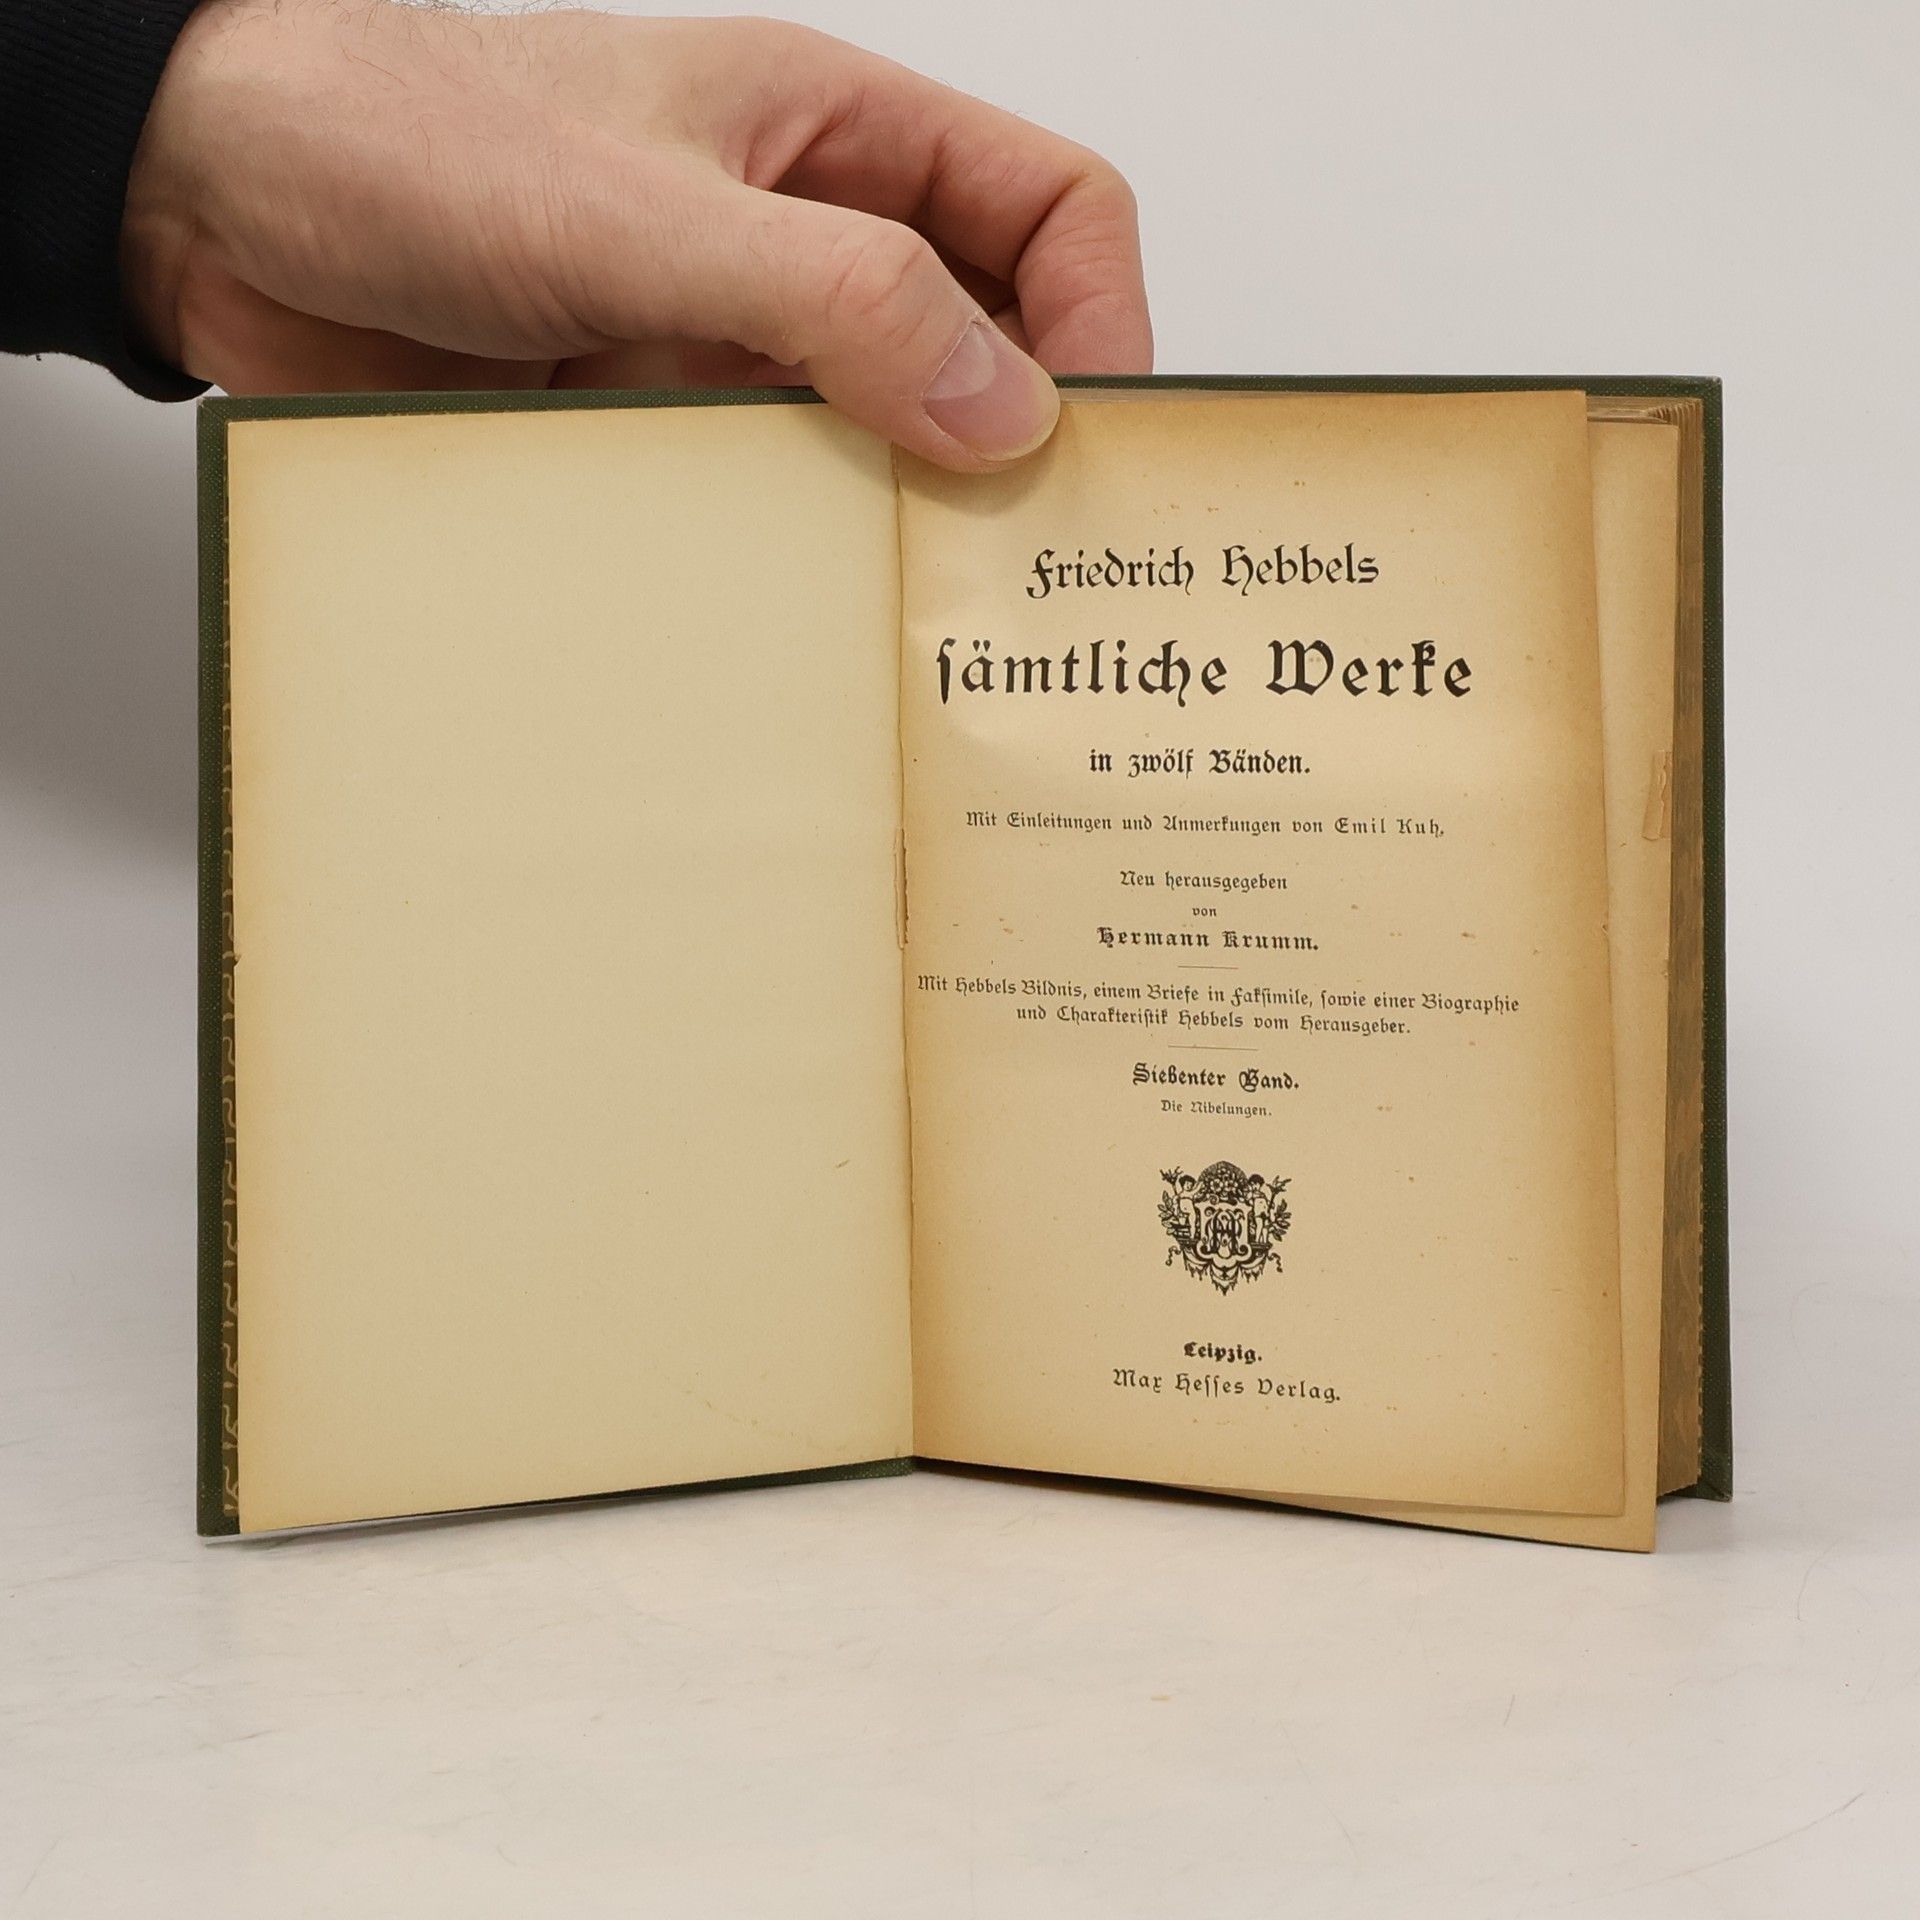 Friedrich Hebbels
ſämtliche Werke
in zwölf Bänden.
Mit Einleitungen und Anmerkungen von Emil Kuh.
Neu herausgegeben
von
Hermann Krumm.
Mit Hebbels Bildnis, einem Briefe in Fakſimile, ſowie einer Biographie
und Charakteriſtik Hebbels vom Herausgeber.
Siebenter Band.
Die Nibelungen.
Leipzig.
Max Heſſes Verlag.